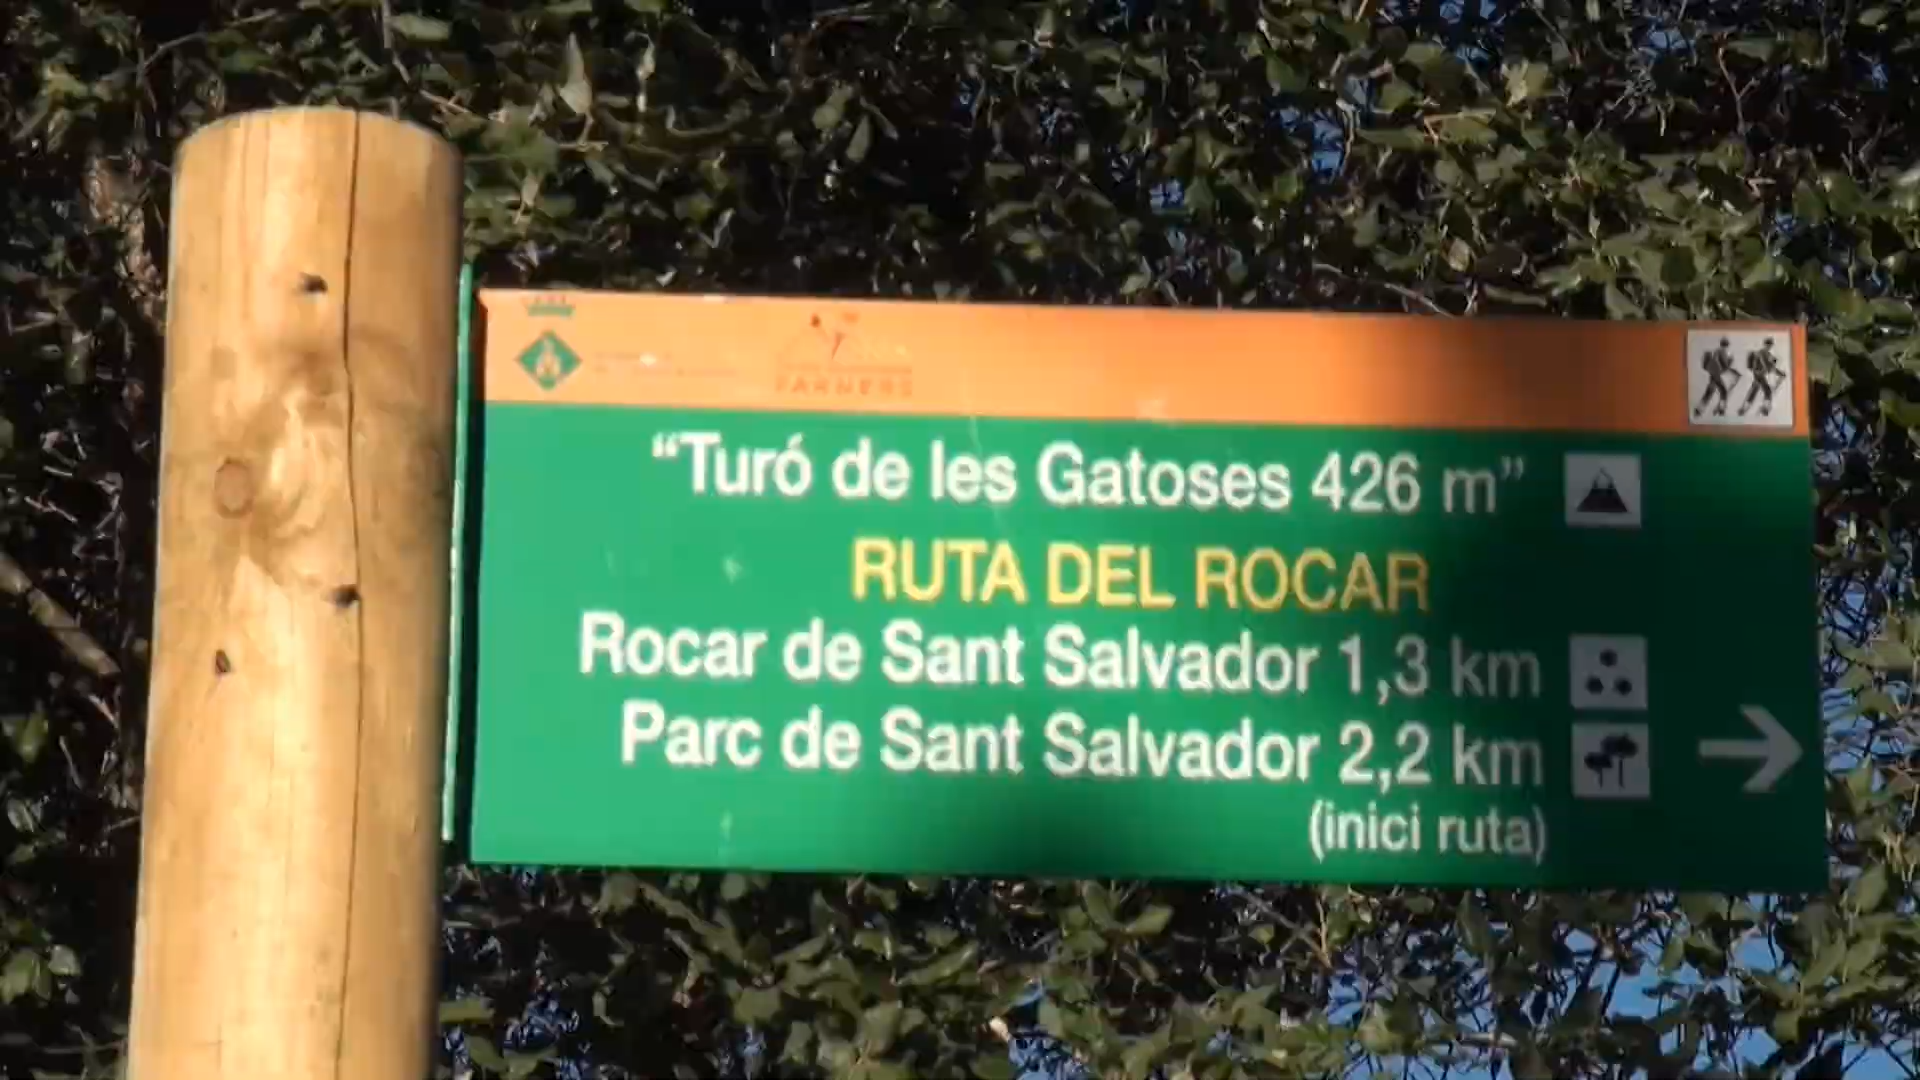 FARNERS
“Turó de les Gatoses 426 m”
RUTA DEL ROCAR
Rocar de Sant Salvador 1,3 km
Parc de Sant Salvador 2,2 km
(inici ruta)